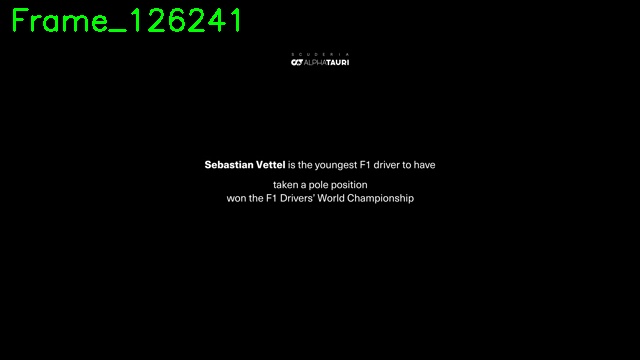 Frame_126241
SCUDERIA
ALPHATAURI
Sebastian Vettel is the youngest F1 driver to have
taken a pole position
won the F1 Drivers' World Championship